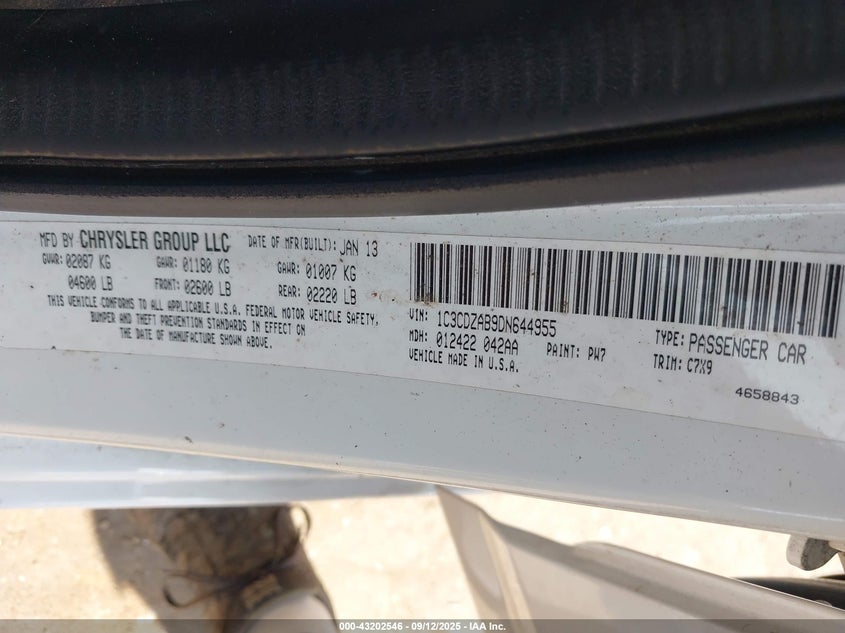 MFD BY CHRYSLER GROUP LLC DATE OF MFR(BUILT): JAN 13
GVWR: 02087 KG GAWR: 01180 KG GAWR: 01007 KG
04600 LB FRONT: 02600 LB REAR: 02220 LB
THIS VEHICLE CONFORMS TO ALL APPLICABLE U.S.A. FEDERAL MOTOR VEHICLE SAFETY,
BUMPER AND THEFT PREVENTION STANDARDS IN EFFECT ON
THE DATE OF MANUFACTURE SHOWN ABOVE.
VIN: 1C3CDZAB9DN644955 TYPE: PASSENGER CAR
MDH: 012422 042AA PAINT: PW7 TRIM: C7X9
VEHICLE MADE IN U.S.A.
4658843
000-43202546 - 09/12/2025 - IAA Inc.